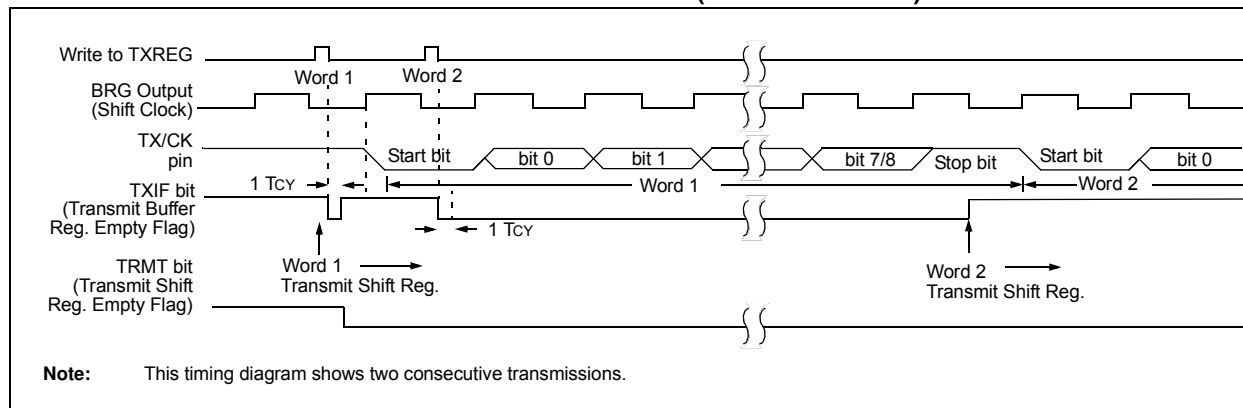 Write to TXREG
Word 1
Word 2
BRG Output
(Shift Clock)
TX/CK
pin
Start bit
bit 0
bit 1
bit 7/8
Stop bit
Start bit
bit 0
1 TCY
Word 1
Word 2
TXIF bit
(Transmit Buffer
Reg. Empty Flag)
1 TCY
Word 1
Transmit Shift Reg.
Word 2
Transmit Shift Reg.
TRMT bit
(Transmit Shift
Reg. Empty Flag)
Note: This timing diagram shows two consecutive transmissions.